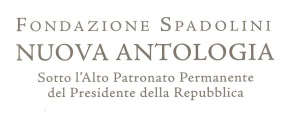 FONDAZIONE SPADOLINI
NUOVA ANTOLOGIA
Sotto l'Alto Patronato Permanente
del Presidente della Repubblica